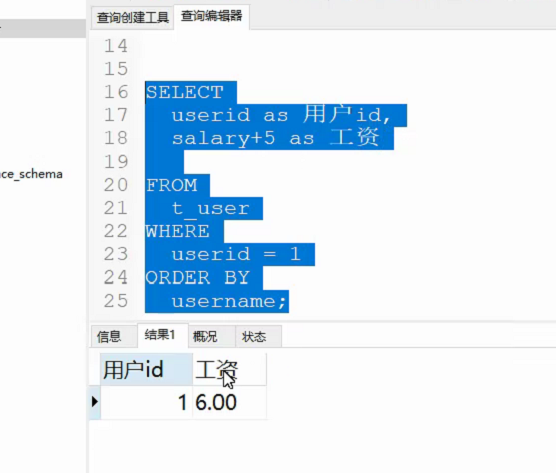 查询创建工具 查询编辑器
14
15
16 SELECT
17 userid as 用户id,
18 salary+5 as 工资
19
20 FROM
21 t_user
22 WHERE
23 userid = 1
24 ORDER BY
25 username;
ce_schema
信息 结果1 概况 状态
用户id 工资
1 6.00